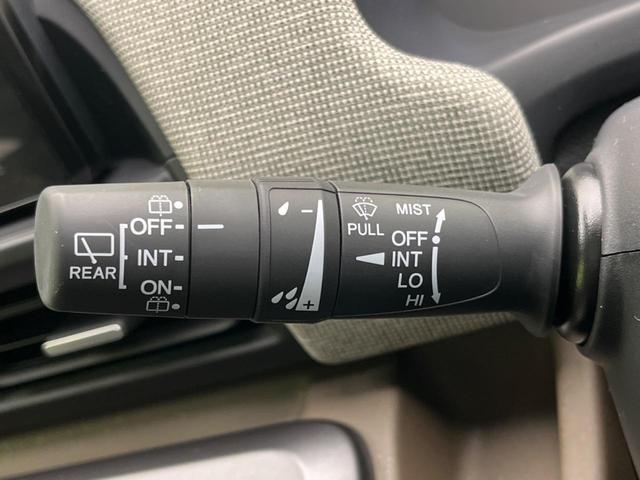 REAR
OFF
INT
ON
−
+
PULL
MIST
OFF
INT
LO
HI